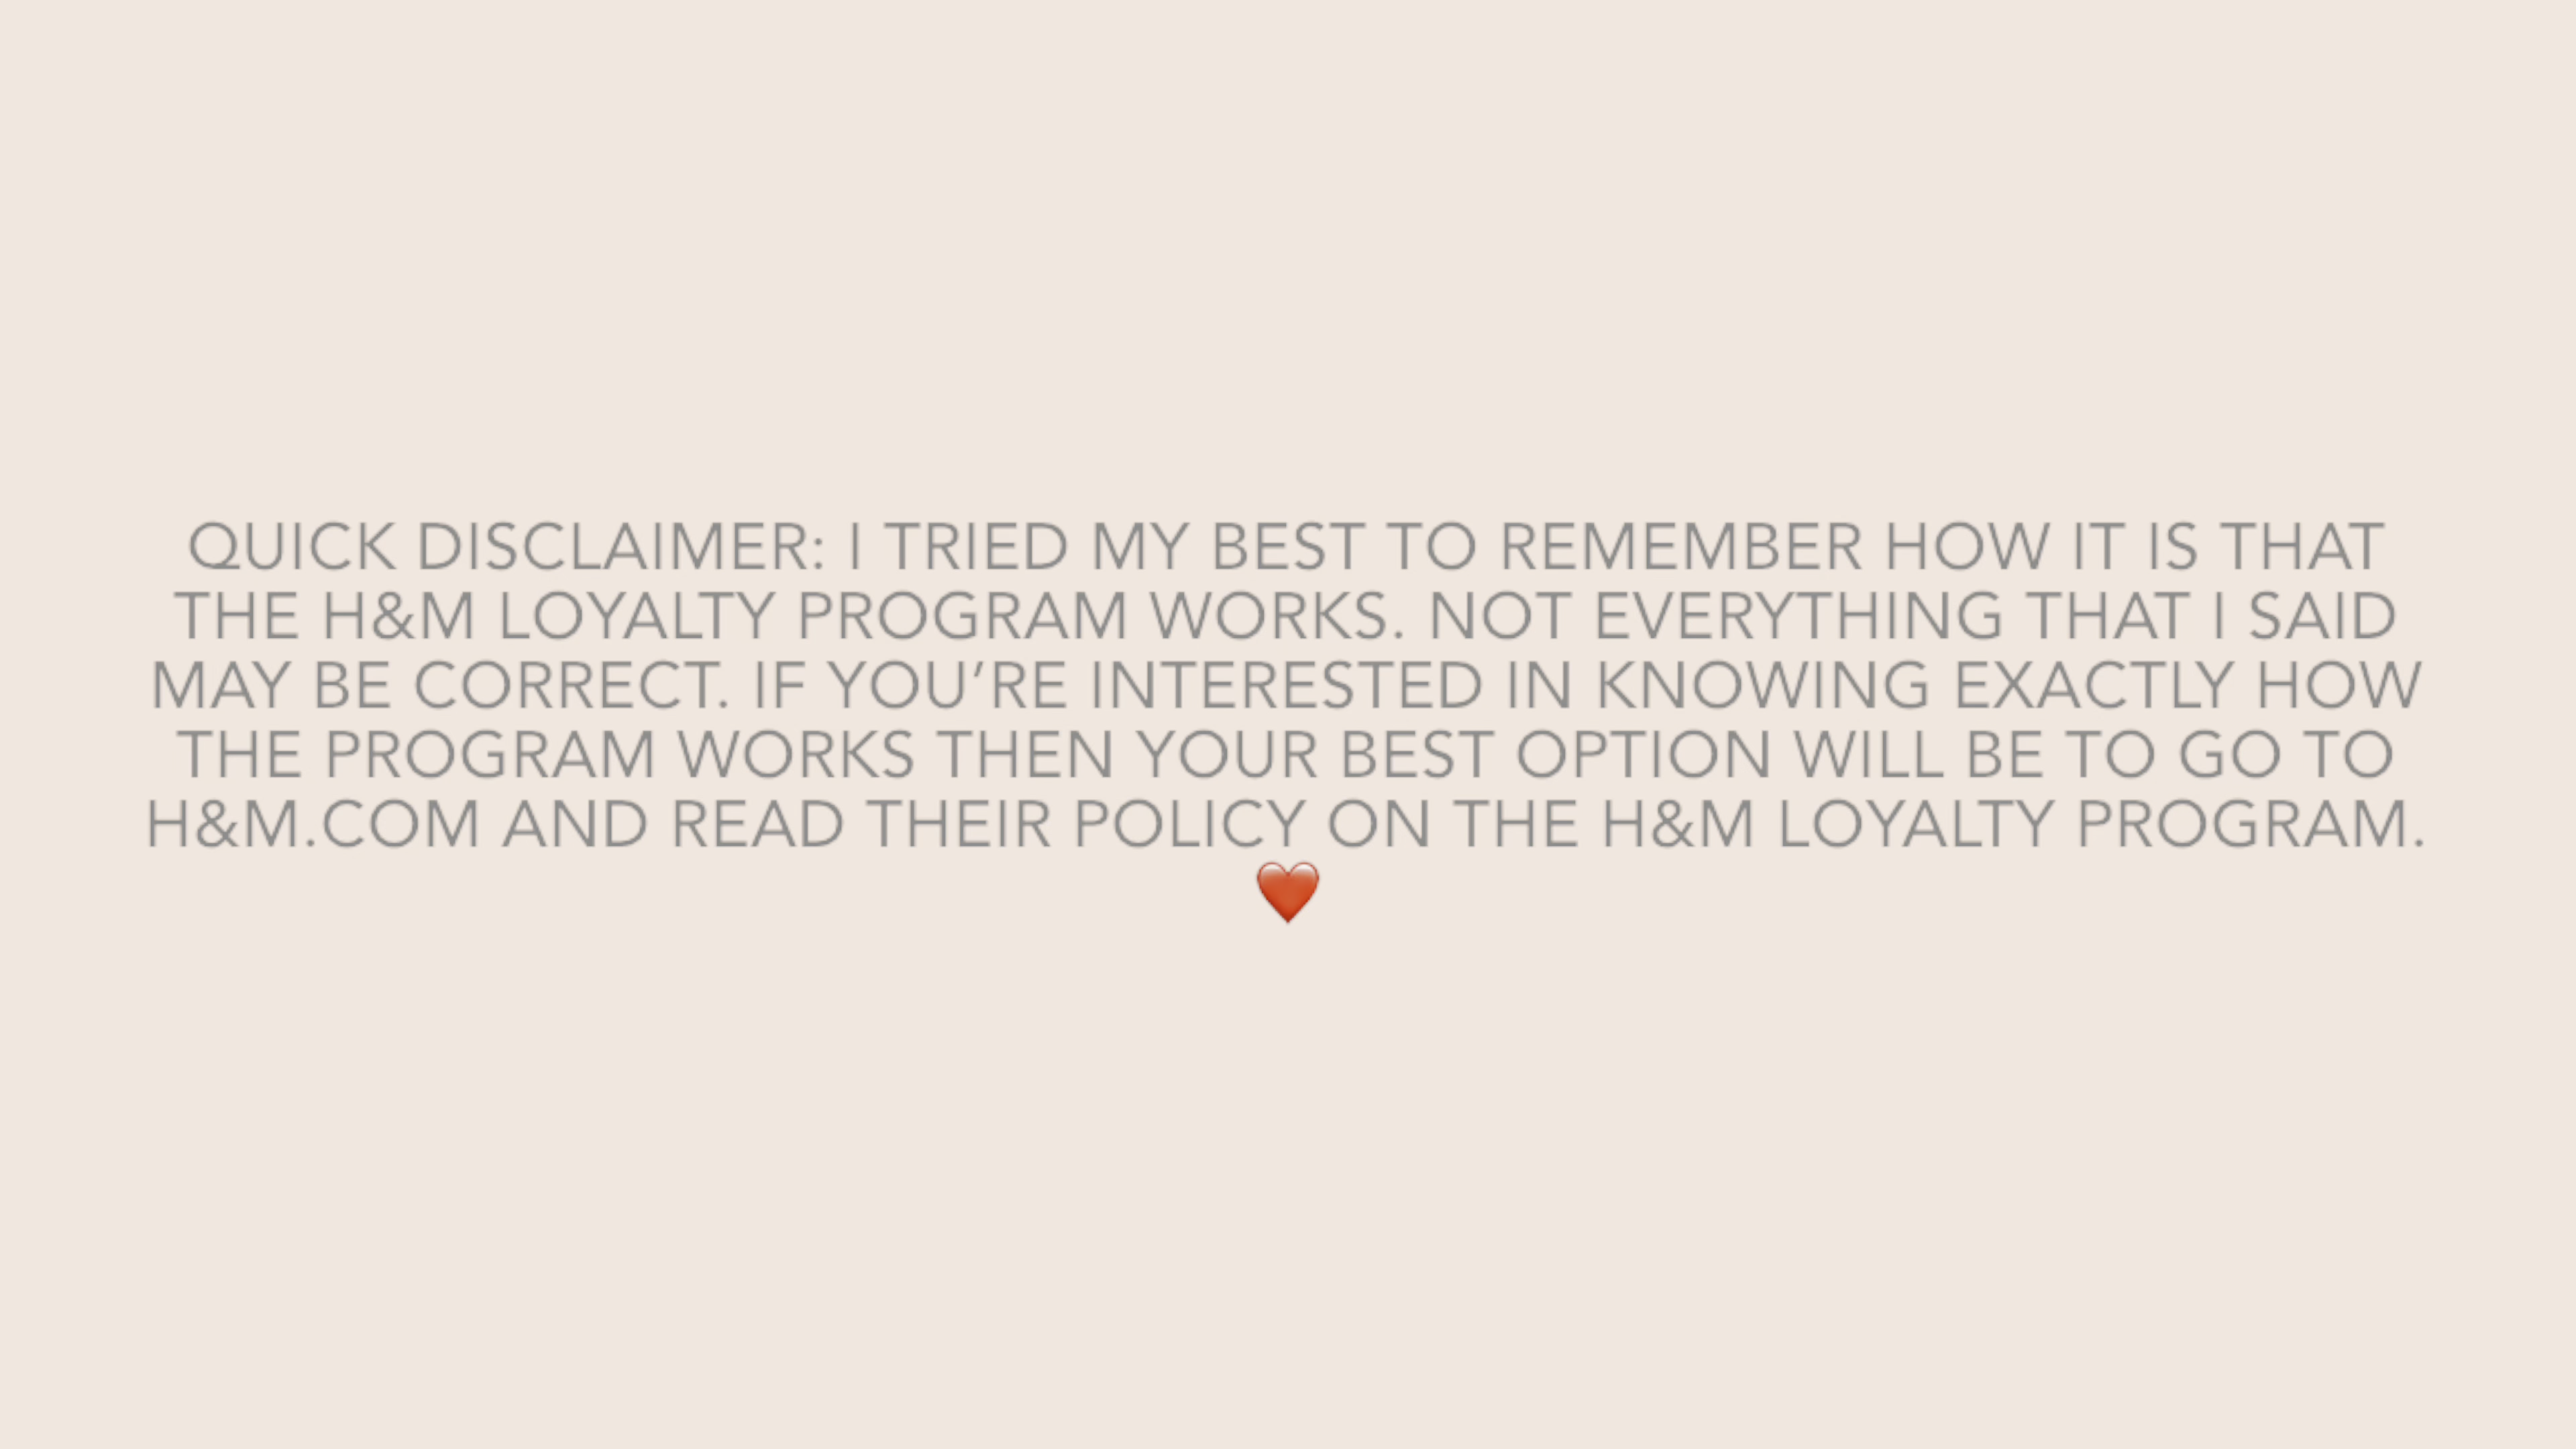 QUICK DISCLAIMER: I TRIED MY BEST TO REMEMBER HOW IT IS THAT
THE H&M LOYALTY PROGRAM WORKS. NOT EVERYTHING THAT I SAID
MAY BE CORRECT. IF YOU’RE INTERESTED IN KNOWING EXACTLY HOW
THE PROGRAM WORKS THEN YOUR BEST OPTION WILL BE TO GO TO
H&M.COM AND READ THEIR POLICY ON THE H&M LOYALTY PROGRAM.
❤️